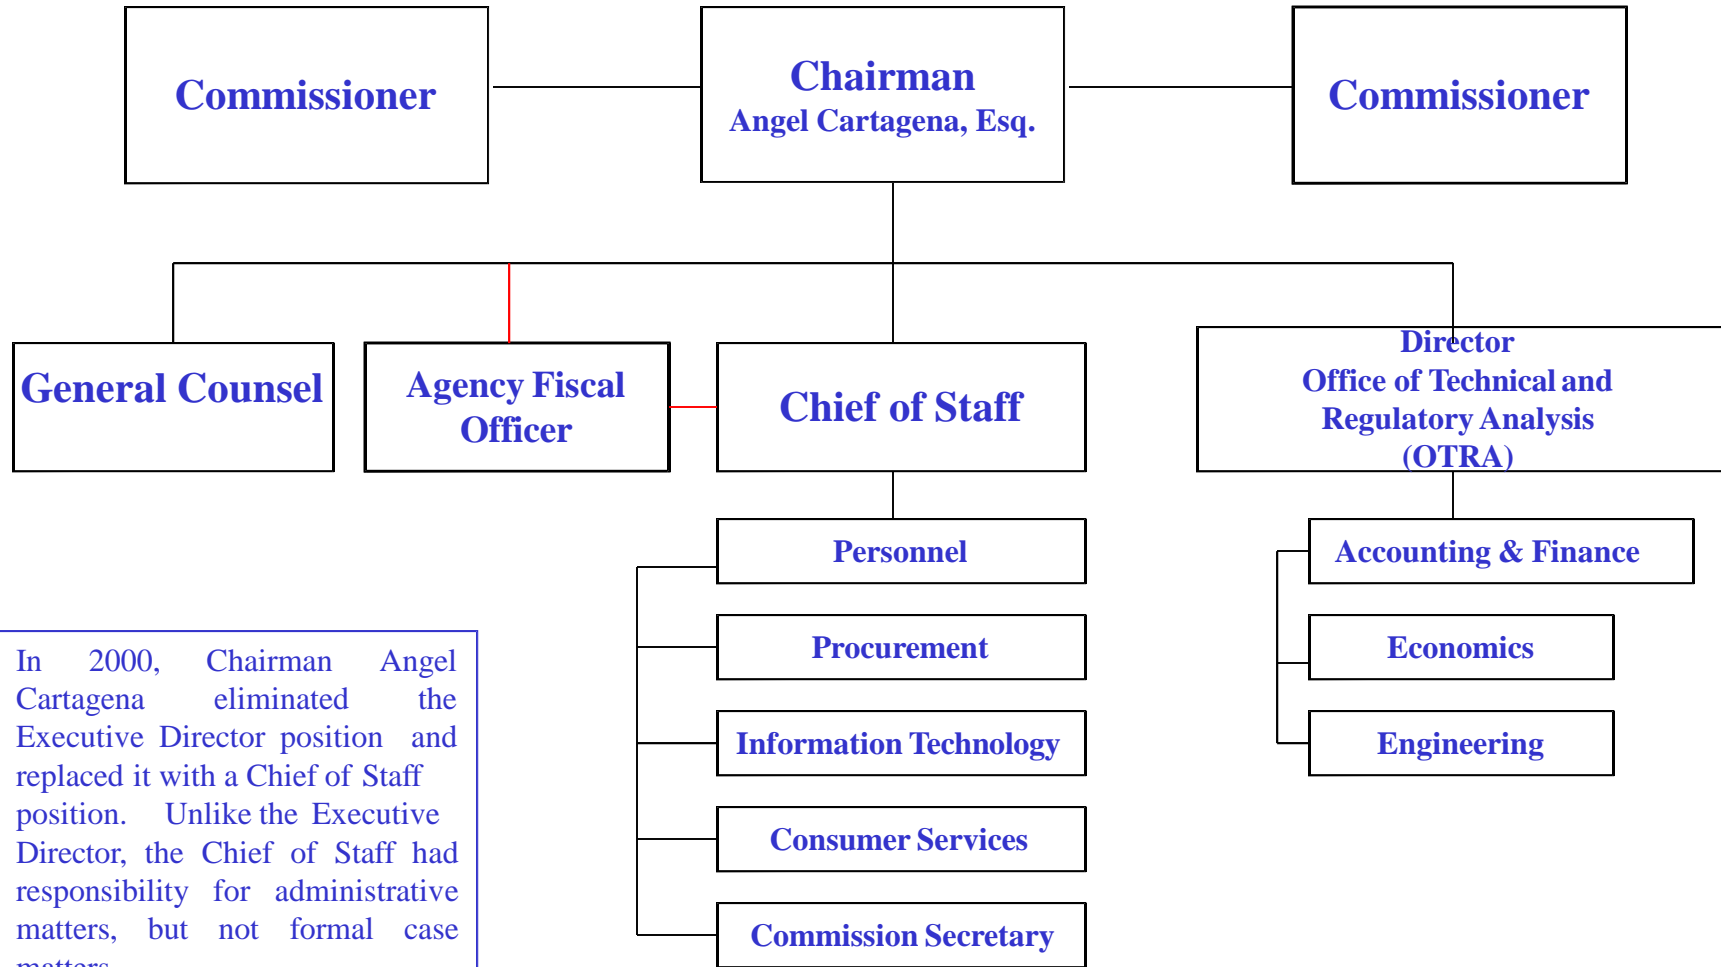 Commissioner
Chairman
Angel Cartagena, Esq.
Commissioner
General Counsel
Agency Fiscal
Officer
Chief of Staff
Director
Office of Technical and
Regulatory Analysis
(OTRA)
Personnel
Procurement
Information Technology
Consumer Services
Commission Secretary
Accounting & Finance
Economics
Engineering
In 2000, Chairman Angel
Cartagena eliminated the
Executive Director position and
replaced it with a Chief of Staff
position. Unlike the Executive
Director, the Chief of Staff had
responsibility for administrative
matters, but not formal case
matters